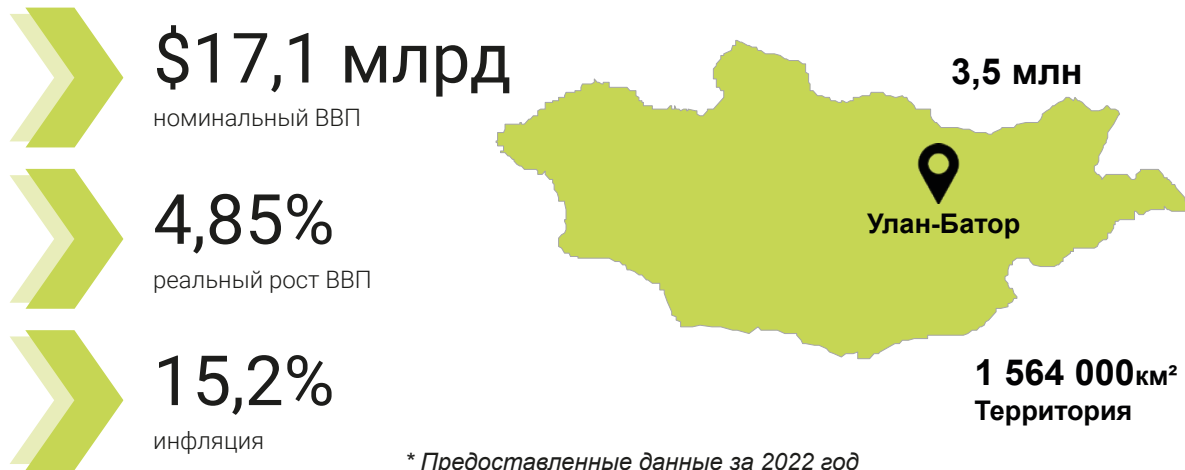 $17,1 млрд
номинальный ВВП
4,85%
реальный рост ВВП
15,2%
инфляция
3,5 млн
Улан-Батор
1 564 000км²
Территория
* Предоставленные данные за 2022 год